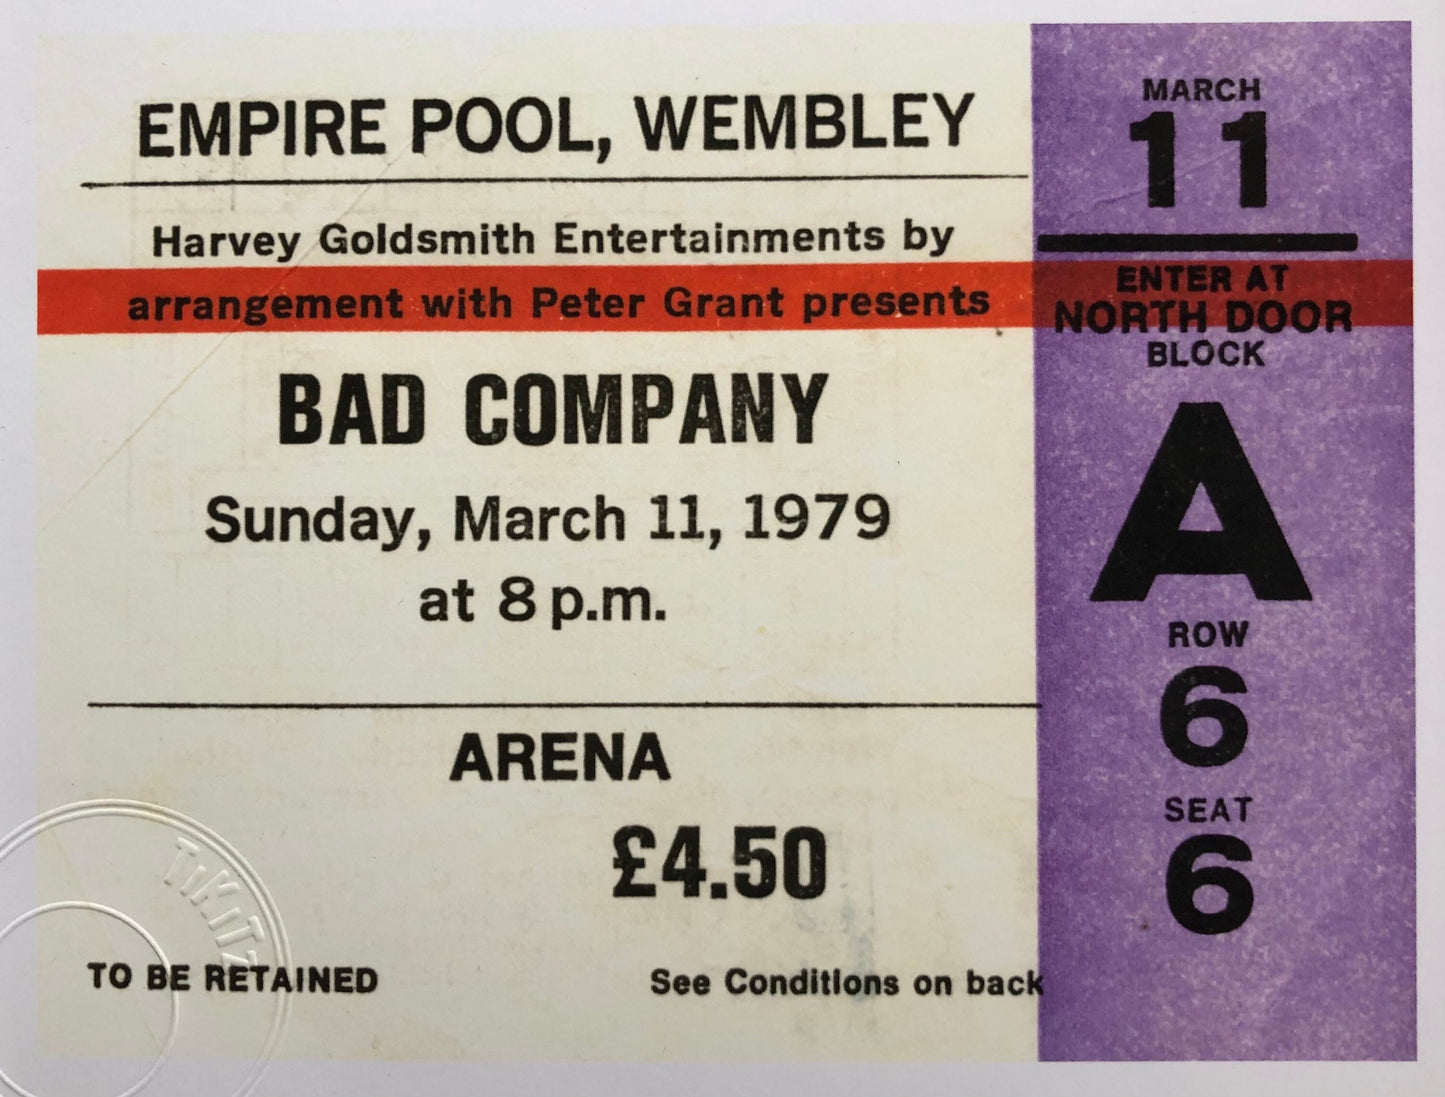 EMPIRE POOL, WEMBLEY
Harvey Goldsmith Entertainments by
arrangement with Peter Grant presents
BAD COMPANY
Sunday, March 11, 1979
at 8 p.m.
ARENA
£4.50
TO BE RETAINED
See Conditions on back
MARCH
11
ENTER AT
NORTH DOOR
BLOCK
A
ROW
6
SEAT
6
TiKiTz